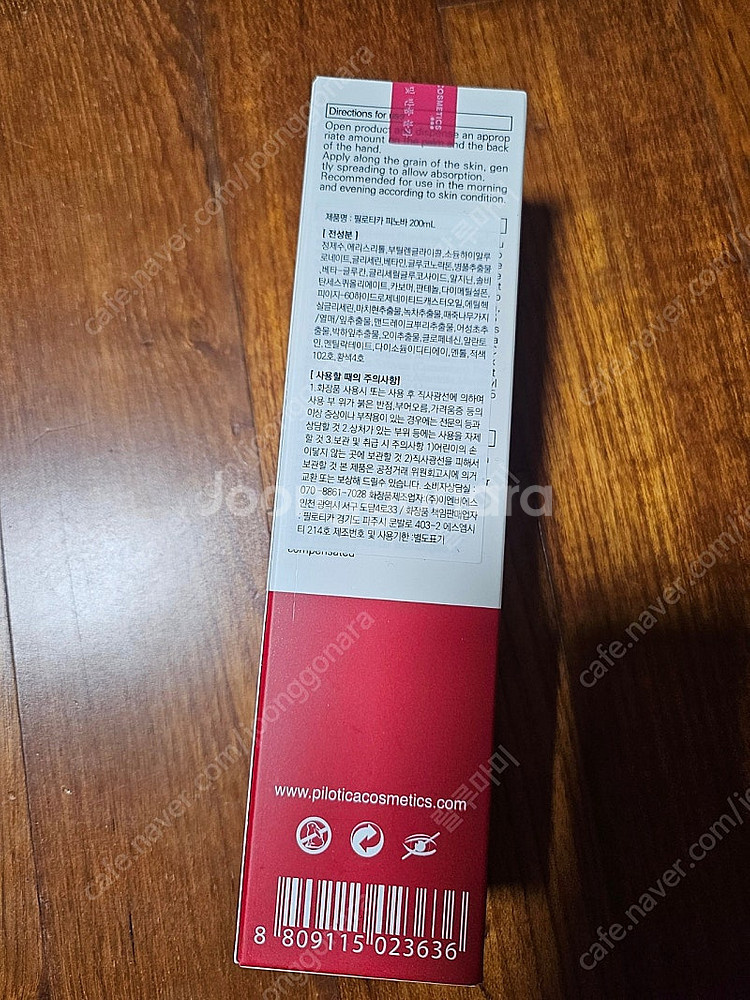 COSMETICS
Directions for use
Open product and dispense an approp
riate amount on the palm and the back
of the hand.
Apply along the grain of the skin, gen
tly spreading to allow absorption.
Recommended for use in the morning
and evening according to skin condition.
제품명 : 필로티카 피노바 200mL
[ 전성분 ]
정제수,에리스리톨,부틸렌글라이콜,소듐하이알루
로네이트,글리세린,베타인,글루코노락톤,병풀추출물
,베타-글루칸,글리세릴글루코사이드,알지닌,솔비
탄세스퀴올리에이트,카보머,판테놀,다이메틸설폰,
피이지-60하이드로제네이티드캐스터오일,에틸헥
실글리세린,마치현추출물,녹차추출물,때죽나무가지
/열매/잎추출물,맨드레이크뿌리추출물,어성초추
출물,박하잎추출물,오이추출물,글로페네신,알란토
인,멘틸락테이트,다이소듐이디티에이,멘톨,적색
102호,황색4호
[ 사용할 때의 주의사항]
1.화장품 사용시 또는 사용 후 직사광선에 의하여
사용 부 위가 붉은 반점,부어오름,가려움증 등의
이상 증상이나 부작용이 있는 경우에는 전문의 등과
상담할 것 2.상처가 있는 부위 등에는 사용을 자제
할 것 3.보관 및 취급 시 주의사항 1)어린이의 손
이닿지 않는 곳에 보관할 것 2)직사광선을 피해서
보관할 것 본 제품은 공정거래 위원회고시에 의거
교환 또는 보상해 드릴수 있습니다. 소비자상담실 :
070-8861-7028 화장품제조업자:(주)이엔비에스
인천 광역시 서구 도담4로33 / 화장품 책임판매업자
: 필로티카 경기도 파주시 문발로 403-2 에스엠시
티 214호 제조번호 및 사용기한 :별도표기
compensated
Joonggonara
www.piloticacosmetics.com
8 809115 023636
cafe.naver.com/joonggonara